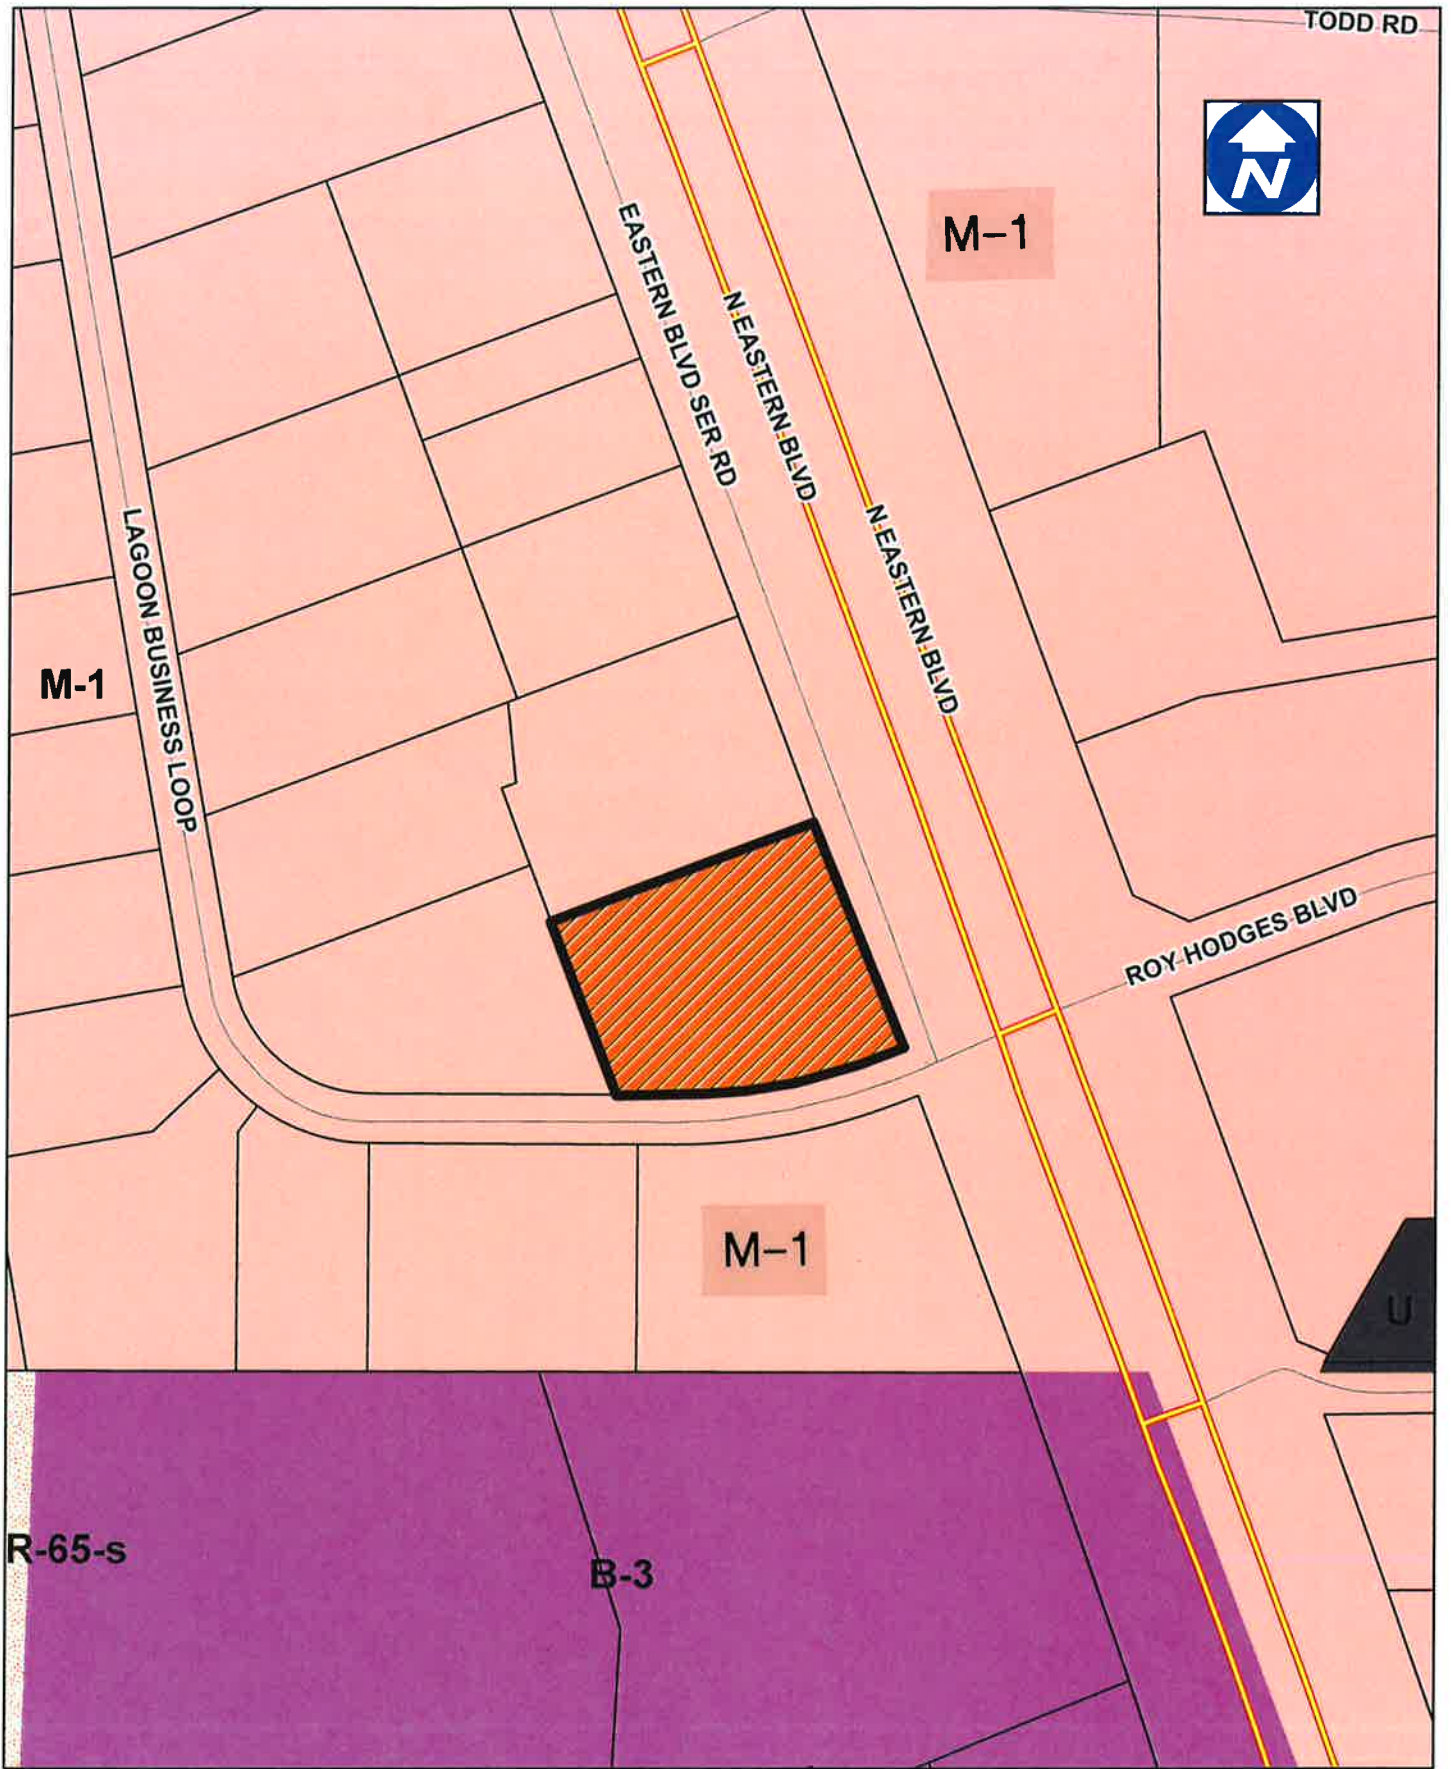 TODD RD
N
M-1
EASTERN BLVD SER RD
N EASTERN BLVD
N EASTERN BLVD
LAGOON BUSINESS LOOP
M-1
ROY HODGES BLVD
M-1
U
R-65-s
B-3